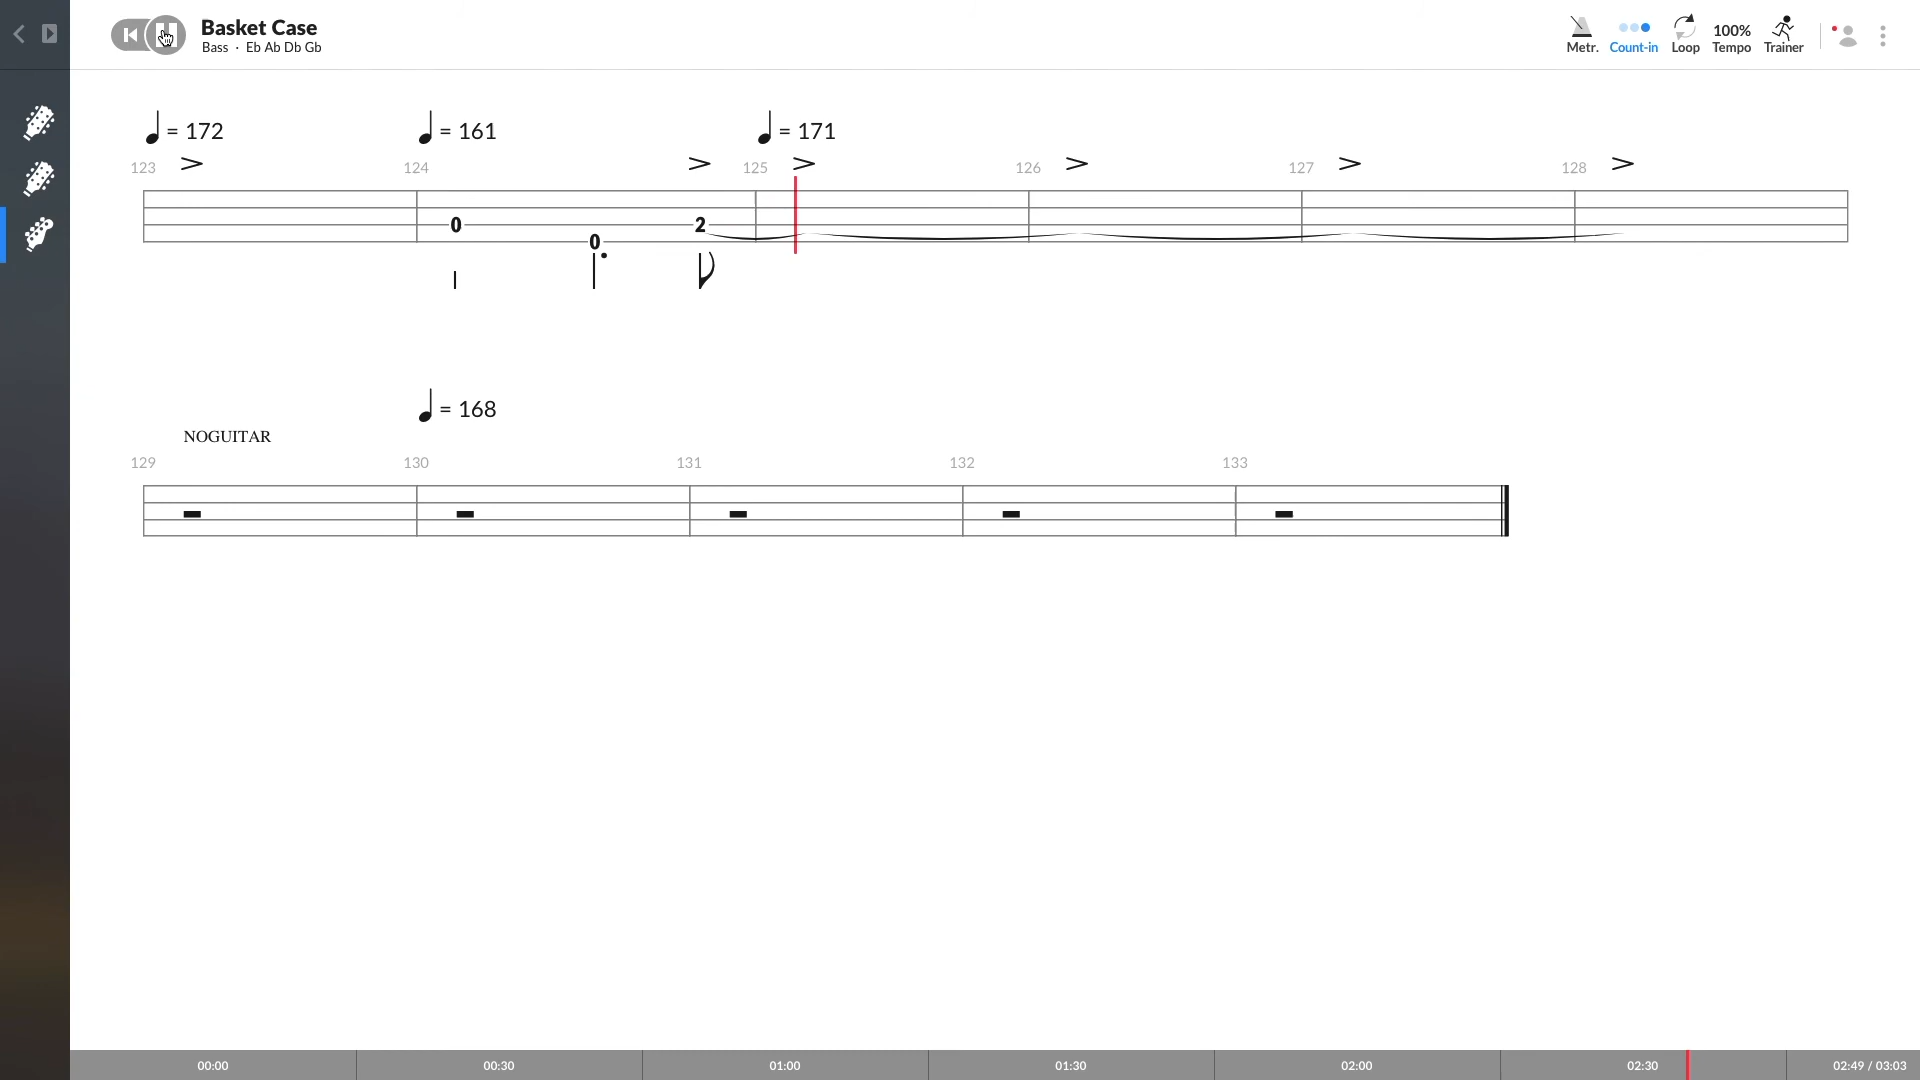 Basket Case
Bass · Eb Ab Db Gb
Metr.
Count-in
Loop
100%
Tempo
Trainer
= 172
= 161
= 171
123
124
125
126
127
128
0
0
2
= 168
NOGUITAR
129
130
131
132
133
00:00
00:30
01:00
01:30
02:00
02:30
02:49 / 03:03